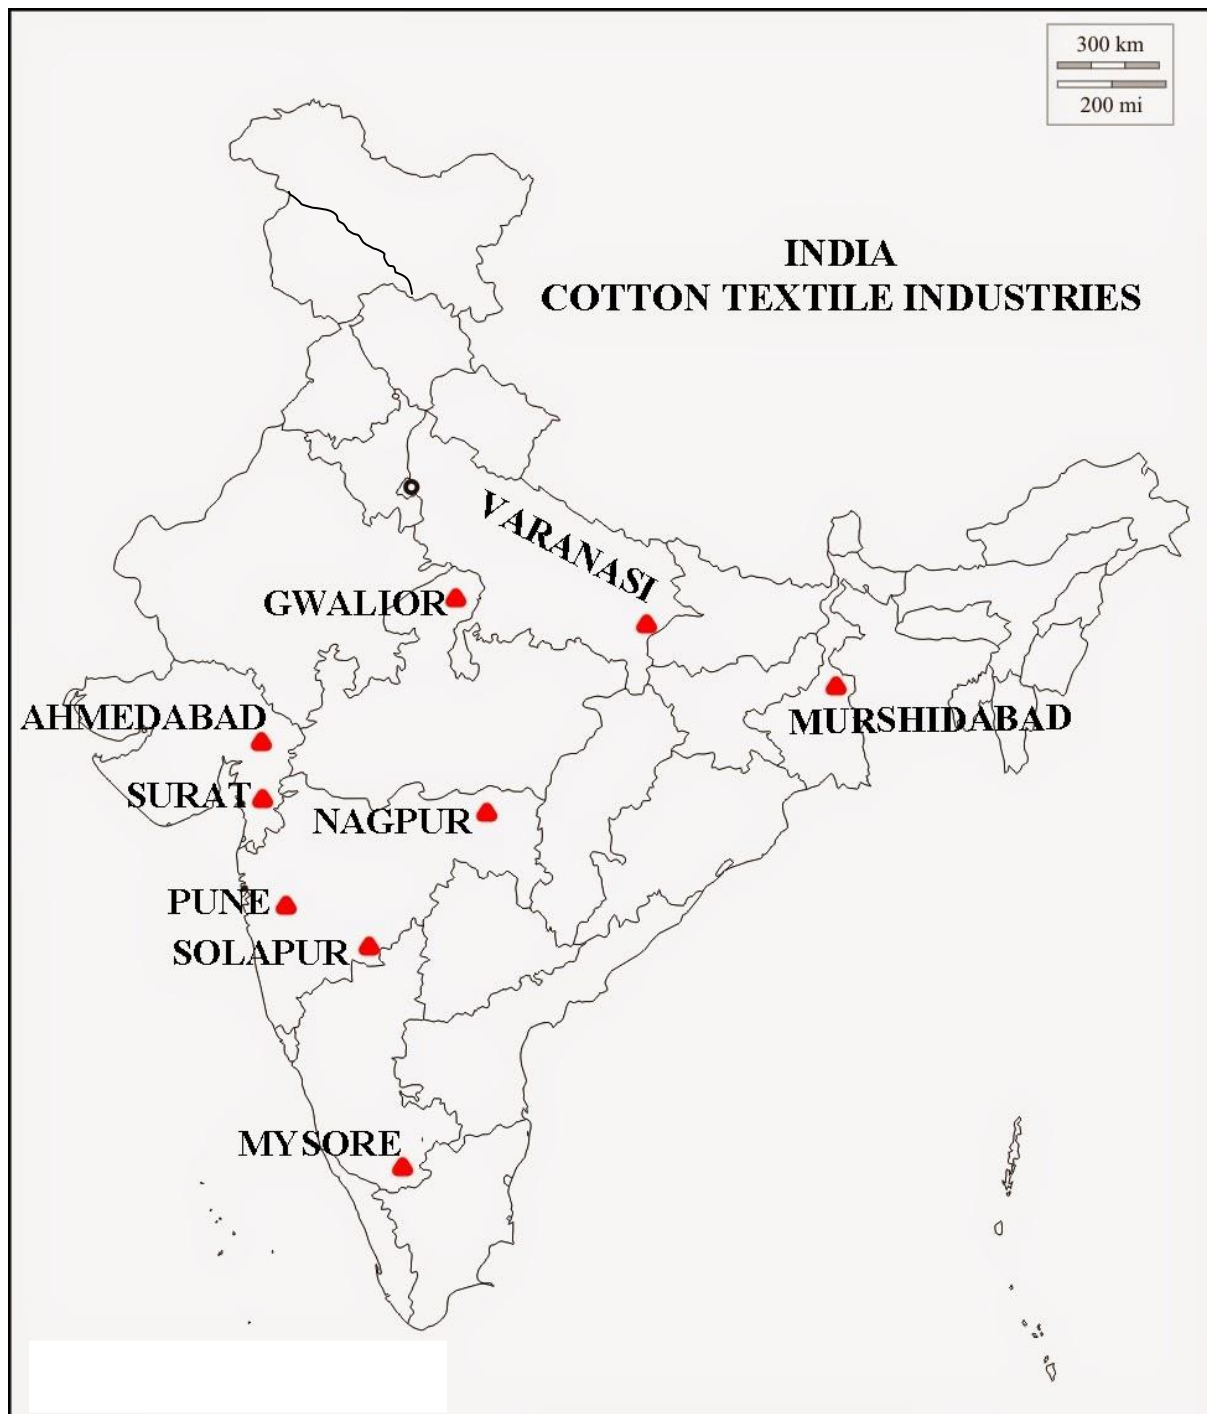 300 km
200 mi
INDIA
COTTON TEXTILE INDUSTRIES
VARANASI
GWALIOR
AHMEDABAD
MURSHIDABAD
SURAT
NAGPUR
PUNE
SOLAPUR
MYSORE